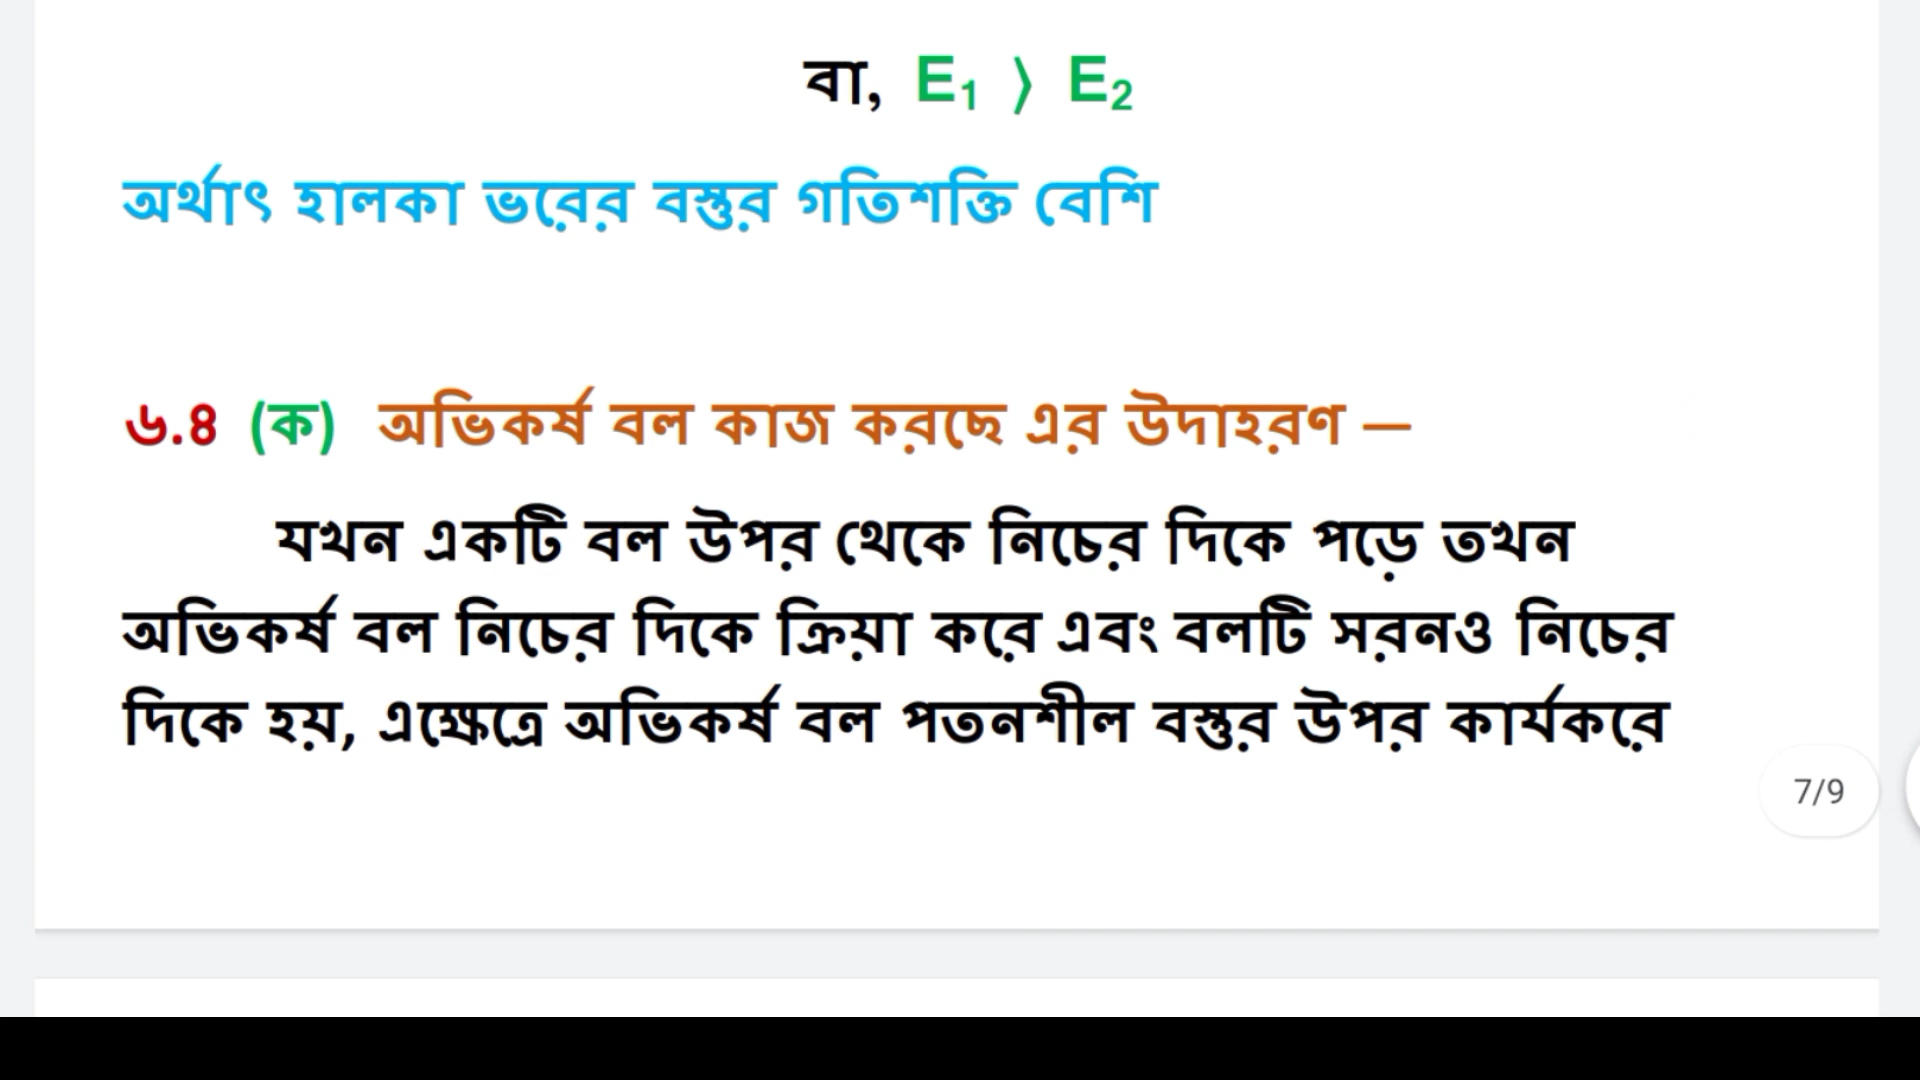 বা, E₁ ⟩ E₂
অর্থাৎ হালকা ভরের বস্তুর গতিশক্তি বেশি
৬.৪ (ক) অভিকর্ষ বল কাজ করছে এর উদাহরণ —
যখন একটি বল উপর থেকে নিচের দিকে পড়ে তখন
অভিকর্ষ বল নিচের দিকে ক্রিয়া করে এবং বলটি সরনও নিচের
দিকে হয়, এক্ষেত্রে অভিকর্ষ বল পতনশীল বস্তুর উপর কার্যকরে
7/9